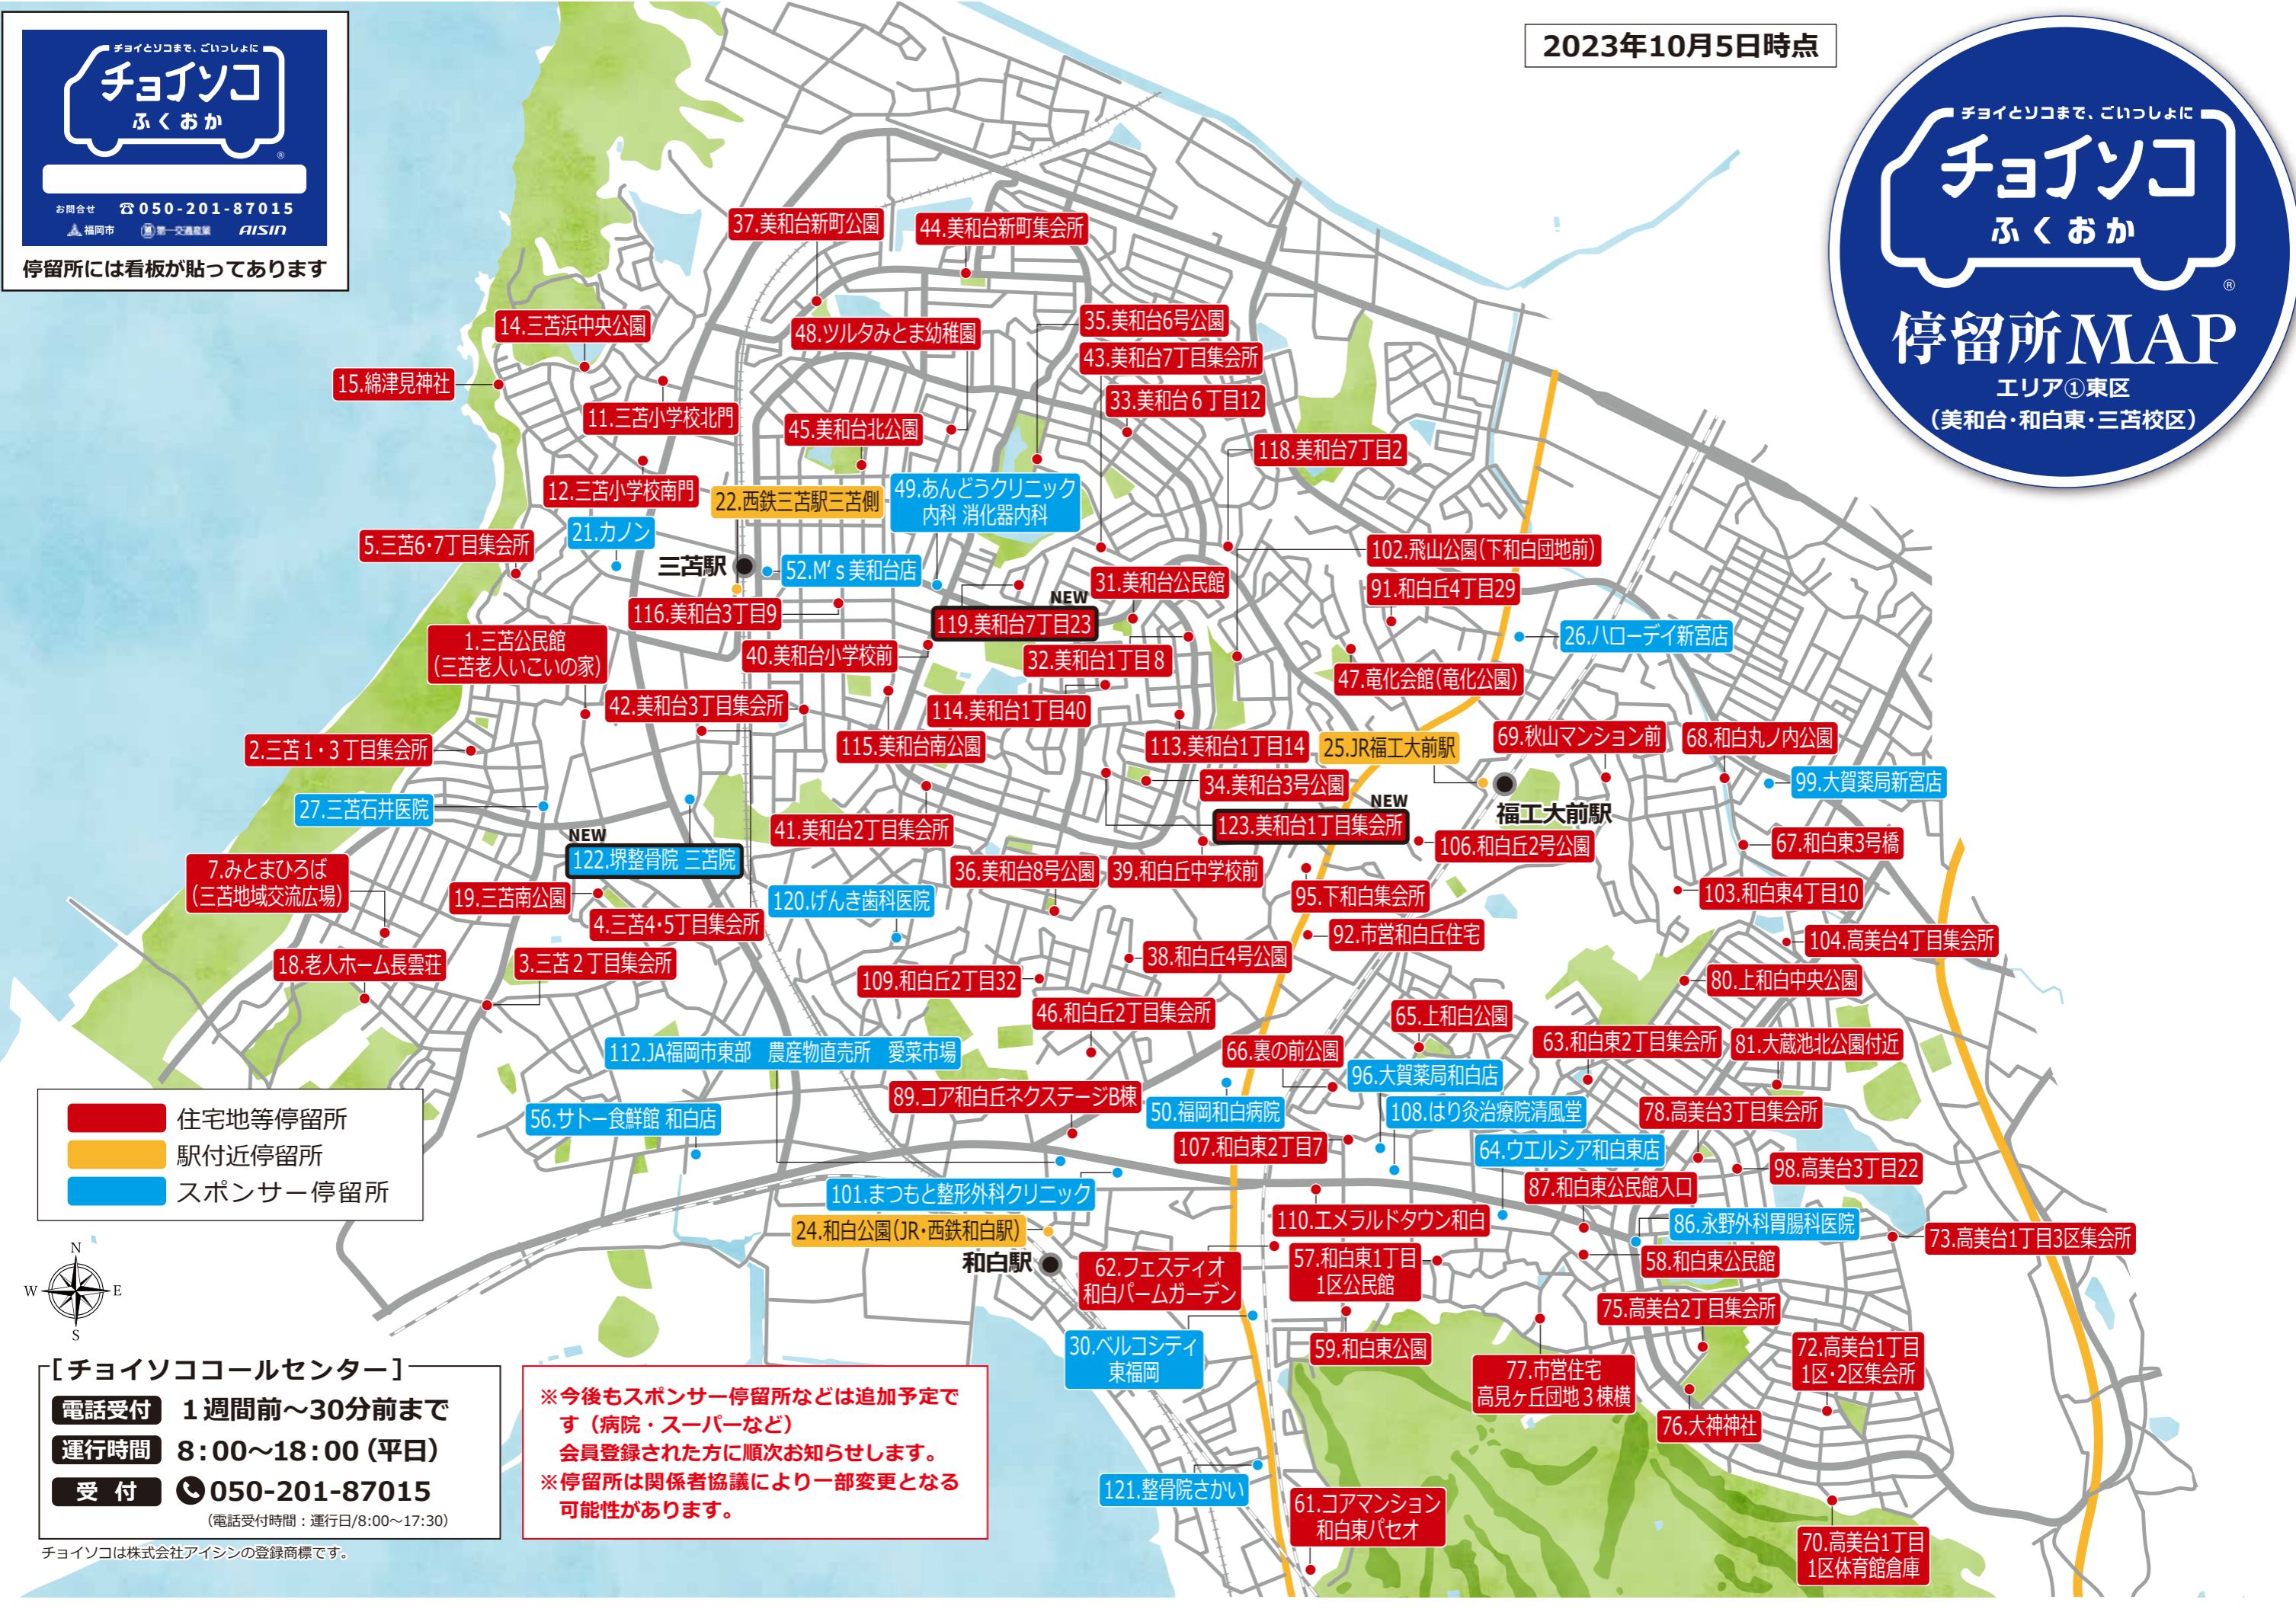 チョイとソコまで、ごいっしょに
チョイソコ
ふくおか
®
お問合せ ☎050-201-87015
福岡市 第一交通産業 AISIN
停留所には看板が貼ってあります
2023年10月5日時点
チョイとソコまで、ごいっしょに
チョイソコ
ふくおか
®
停留所MAP
エリア①東区
(美和台・和白東・三苫校区)
37.美和台新町公園
44.美和台新町集会所
14.三苫浜中央公園
48.ツルタみとま幼稚園
35.美和台6号公園
43.美和台7丁目集会所
15.綿津見神社
11.三苫小学校北門
33.美和台6丁目12
45.美和台北公園
118.美和台7丁目2
12.三苫小学校南門
22.西鉄三苫駅三苫側
49.あんどうクリニック
内科 消化器内科
21.カノン
5.三苫6・7丁目集会所
三苫駅
52.M's 美和台店
102.飛山公園(下和白団地前)
31.美和台公民館
91.和白丘4丁目29
116.美和台3丁目9
NEW
119.美和台7丁目23
1.三苫公民館
(三苫老人いこいの家)
40.美和台小学校前
32.美和台1丁目8
26.ハローデイ新宮店
47.竜化会館(竜化公園)
42.美和台3丁目集会所
114.美和台1丁目40
2.三苫1・3丁目集会所
115.美和台南公園
113.美和台1丁目14
25.JR福工大前駅
69.秋山マンション前
68.和白丸ノ内公園
34.美和台3号公園
99.大賀薬局新宮店
27.三苫石井医院
福工大前駅
41.美和台2丁目集会所
NEW
123.美和台1丁目集会所
106.和白丘2号公園
67.和白東3号橋
NEW
122.堺整骨院 三苫院
7.みとまひろば
(三苫地域交流広場)
36.美和台8号公園
39.和白丘中学校前
19.三苫南公園
120.げんき歯科医院
95.下和白集会所
103.和白東4丁目10
4.三苫4・5丁目集会所
92.市営和白丘住宅
104.高美台4丁目集会所
18.老人ホーム長雲荘
3.三苫2丁目集会所
38.和白丘4号公園
109.和白丘2丁目32
80.上和白中央公園
46.和白丘2丁目集会所
65.上和白公園
112.JA福岡市東部 農産物直売所 愛菜市場
66.裏の前公園
63.和白東2丁目集会所
81.大蔵池北公園付近
96.大賀薬局和白店
89.コア和白丘ネクステージB棟
50.福岡和白病院
108.はり灸治療院清風堂
78.高美台3丁目集会所
56.サトー食鮮館 和白店
107.和白東2丁目7
64.ウエルシア和白東店
98.高美台3丁目22
101.まつもと整形外科クリニック
87.和白東公民館入口
24.和白公園(JR・西鉄和白駅)
110.エメラルドタウン和白
86.永野外科胃腸科医院
73.高美台1丁目3区集会所
和白駅
62.フェスティオ
和白パームガーデン
57.和白東1丁目
1区公民館
58.和白東公民館
75.高美台2丁目集会所
30.ベルコシティ
東福岡
59.和白東公園
77.市営住宅
高見ヶ丘団地3棟横
72.高美台1丁目
1区・2区集会所
76.大神神社
121.整骨院さかい
61.コアマンション
和白東パセオ
70.高美台1丁目
1区体育館倉庫
住宅地等停留所
駅付近停留所
スポンサー停留所
N
W E
S
[チョイソココールセンター]
電話受付 1週間前〜30分前まで
運行時間 8:00〜18:00(平日)
受付 050-201-87015
(電話受付時間:運行日/8:00〜17:30)
チョイソコは株式会社アイシンの登録商標です。
※今後もスポンサー停留所などは追加予定で
す(病院・スーパーなど)
会員登録された方に順次お知らせします。
※停留所は関係者協議により一部変更となる
可能性があります。